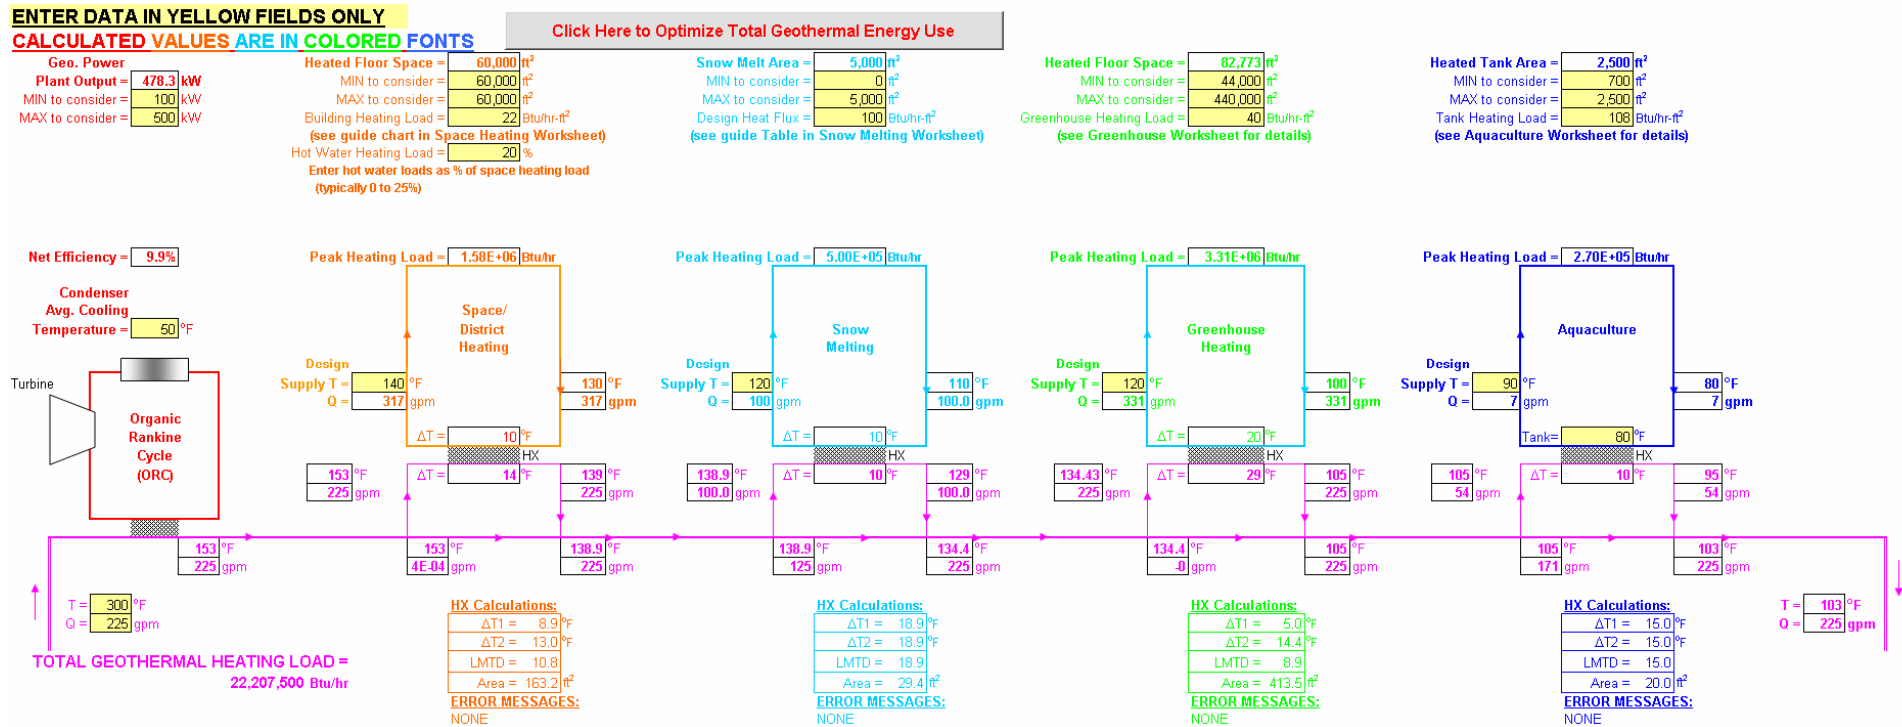 ENTER DATA IN YELLOW FIELDS ONLY
CALCULATED VALUES ARE IN COLORED FONTS
Click Here to Optimize Total Geothermal Energy Use
Geo. Power
Plant Output = 478.3 kW
MIN to consider = 100 kW
MAX to consider = 500 kW
Heated Floor Space = 60,000 ft²
MIN to consider = 60,000 ft²
MAX to consider = 60,000 ft²
Building Heating Load = 22 Btu/hr-ft²
(see guide chart in Space Heating Worksheet)
Hot Water Heating Load = 20 %
Enter hot water loads as % of space heating load
(typically 0 to 25%)
Snow Melt Area = 5,000 ft²
MIN to consider = 0 ft²
MAX to consider = 5,000 ft²
Design Heat Flux = 100 Btu/hr-ft²
(see guide Table in Snow Melting Worksheet)
Heated Floor Space = 82,773 ft²
MIN to consider = 44,000 ft²
MAX to consider = 440,000 ft²
Greenhouse Heating Load = 40 Btu/hr-ft²
(see Greenhouse Worksheet for details)
Heated Tank Area = 2,500 ft²
MIN to consider = 700 ft²
MAX to consider = 2,500 ft²
Tank Heating Load = 108 Btu/hr-ft²
(see Aquaculture Worksheet for details)
Net Efficiency = 9.9%
Condenser
Avg. Cooling
Temperature = 50 °F
Turbine
Organic
Rankine
Cycle
(ORC)
153 °F
225 gpm
T = 300 °F
Q = 225 gpm
TOTAL GEOTHERMAL HEATING LOAD =
22,207,500 Btu/hr
Peak Heating Load = 1.58E+06 Btu/hr
Space/
District
Heating
Design
Supply T = 140 °F
Q = 317 gpm
130 °F
317 gpm
ΔT = 10 °F
HX
153 °F
225 gpm
ΔT = 14 °F
139 °F
225 gpm
153 °F
4E-04 gpm
138.9 °F
225 gpm
HX Calculations:
ΔT1 = 8.9 °F
ΔT2 = 13.0 °F
LMTD = 10.8
Area = 163.2 ft²
ERROR MESSAGES:
NONE
Peak Heating Load = 5.00E+05 Btu/hr
Snow
Melting
Design
Supply T = 120 °F
Q = 100 gpm
110 °F
100.0 gpm
ΔT = 10 °F
HX
138.9 °F
100.0 gpm
ΔT = 10 °F
129 °F
100.0 gpm
138.9 °F
125 gpm
134.4 °F
225 gpm
HX Calculations:
ΔT1 = 18.9 °F
ΔT2 = 18.9 °F
LMTD = 18.9
Area = 29.4 ft²
ERROR MESSAGES:
NONE
Peak Heating Load = 3.31E+06 Btu/hr
Greenhouse
Heating
Design
Supply T = 120 °F
Q = 331 gpm
100 °F
331 gpm
ΔT = 20 °F
HX
134.43 °F
225 gpm
ΔT = 29 °F
105 °F
225 gpm
134.4 °F
-0 gpm
105 °F
225 gpm
HX Calculations:
ΔT1 = 5.0 °F
ΔT2 = 14.4 °F
LMTD = 8.9
Area = 413.5 ft²
ERROR MESSAGES:
NONE
Peak Heating Load = 2.70E+05 Btu/hr
Aquaculture
Design
Supply T = 90 °F
Q = 7 gpm
80 °F
7 gpm
Tank= 80 °F
HX
105 °F
54 gpm
ΔT = 10 °F
95 °F
54 gpm
105 °F
171 gpm
103 °F
225 gpm
HX Calculations:
ΔT1 = 15.0 °F
ΔT2 = 15.0 °F
LMTD = 15.0
Area = 20.0 ft²
ERROR MESSAGES:
NONE
T = 103 °F
Q = 225 gpm